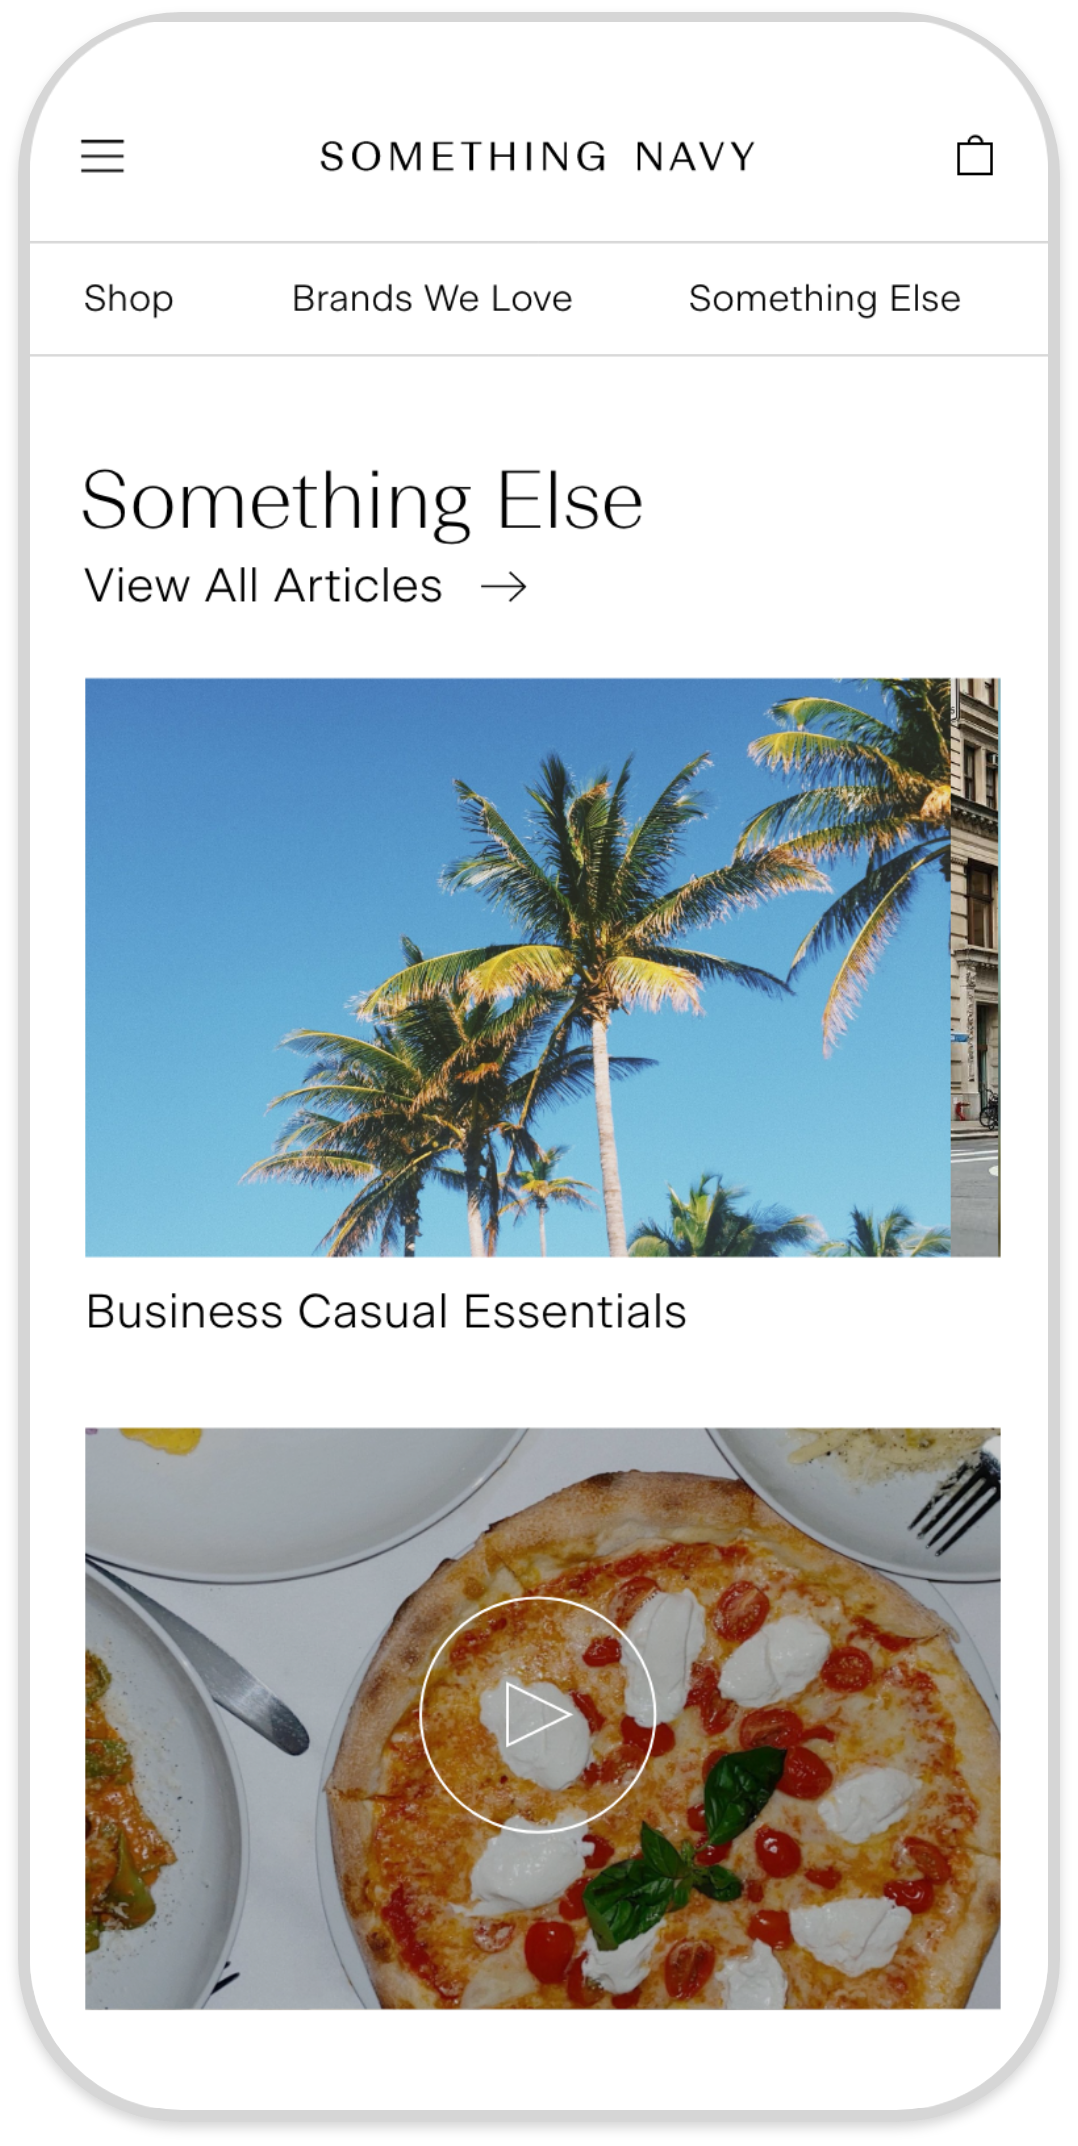 SOMETHING NAVY
Shop Brands We Love Something Else
Something Else
View All Articles →
Business Casual Essentials